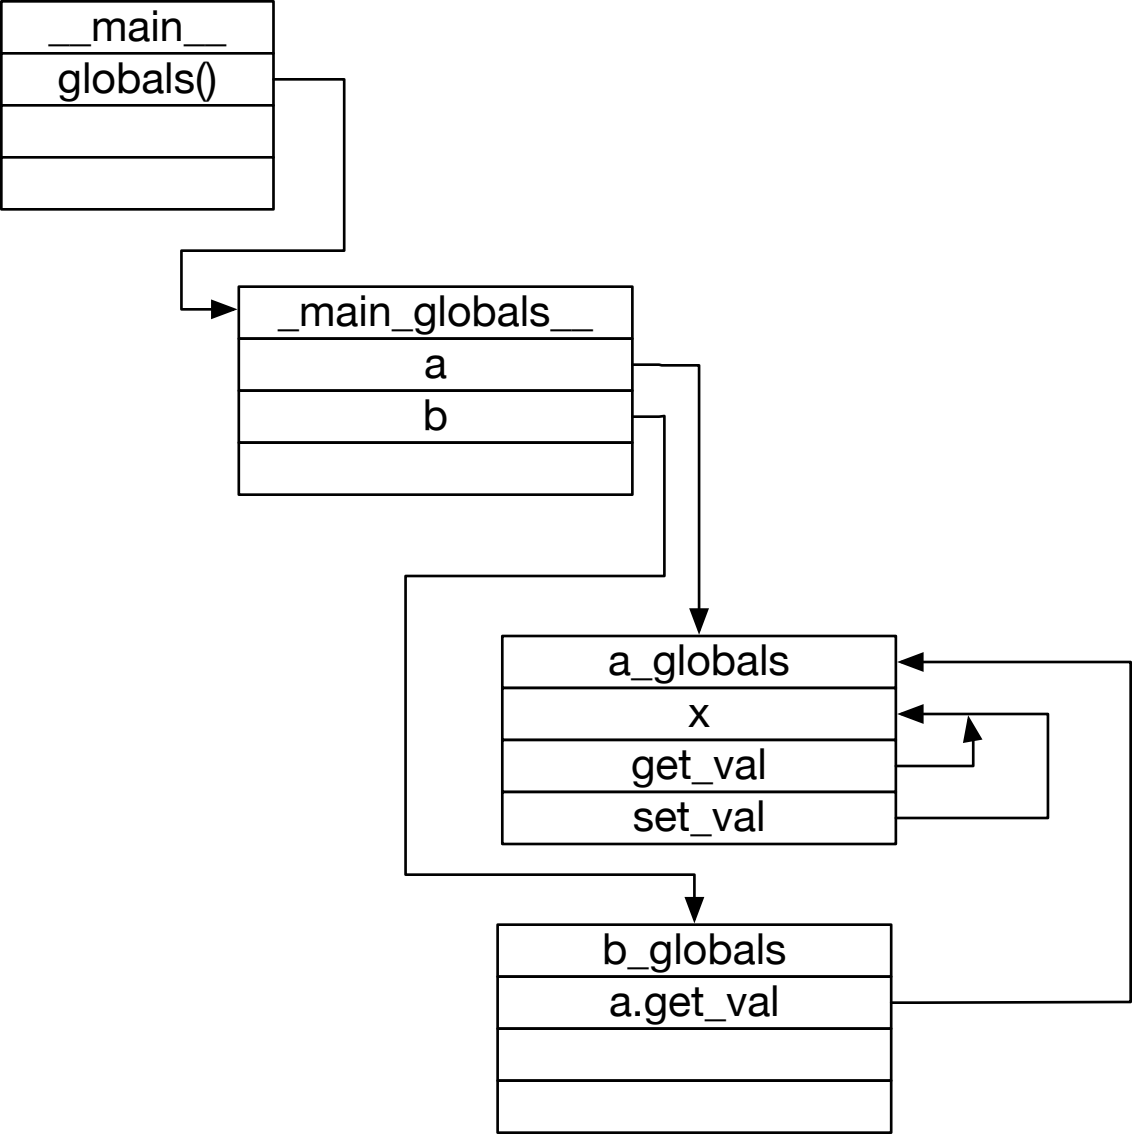 __main__
globals()
_main_globals__
a
b
a_globals
x
get_val
set_val
b_globals
a.get_val